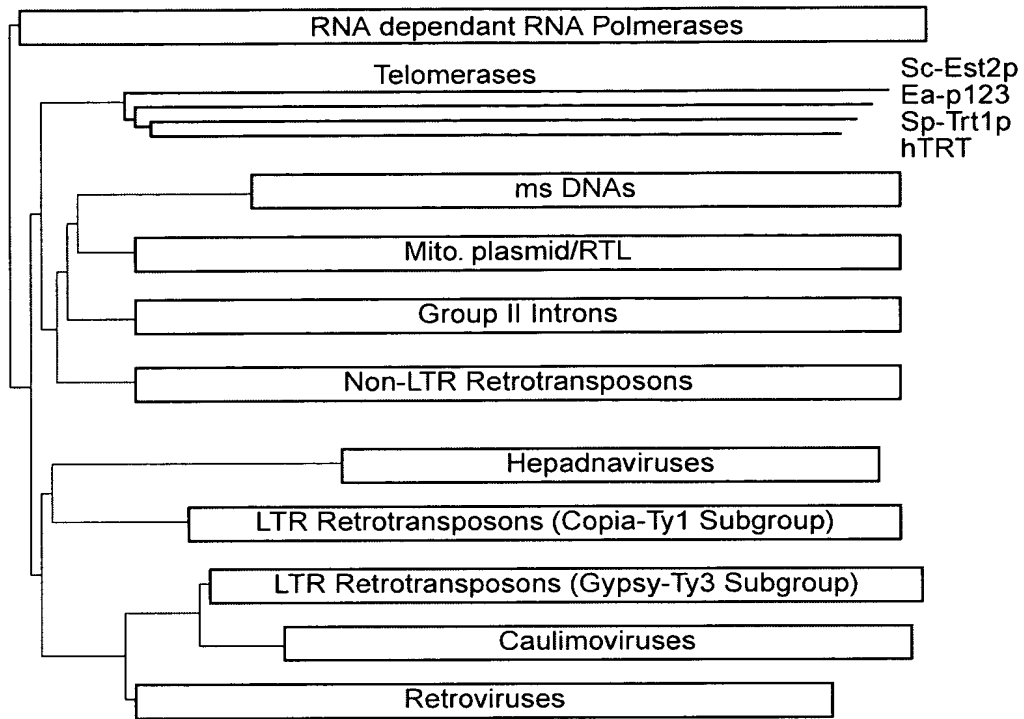 RNA dependant RNA Polmerases
Telomerases
Sc-Est2p
Ea-p123
Sp-Trt1p
hTRT
ms DNAs
Mito. plasmid/RTL
Group II Introns
Non-LTR Retrotransposons
Hepadnaviruses
LTR Retrotransposons (Copia-Ty1 Subgroup)
LTR Retrotransposons (Gypsy-Ty3 Subgroup)
Caulimoviruses
Retroviruses